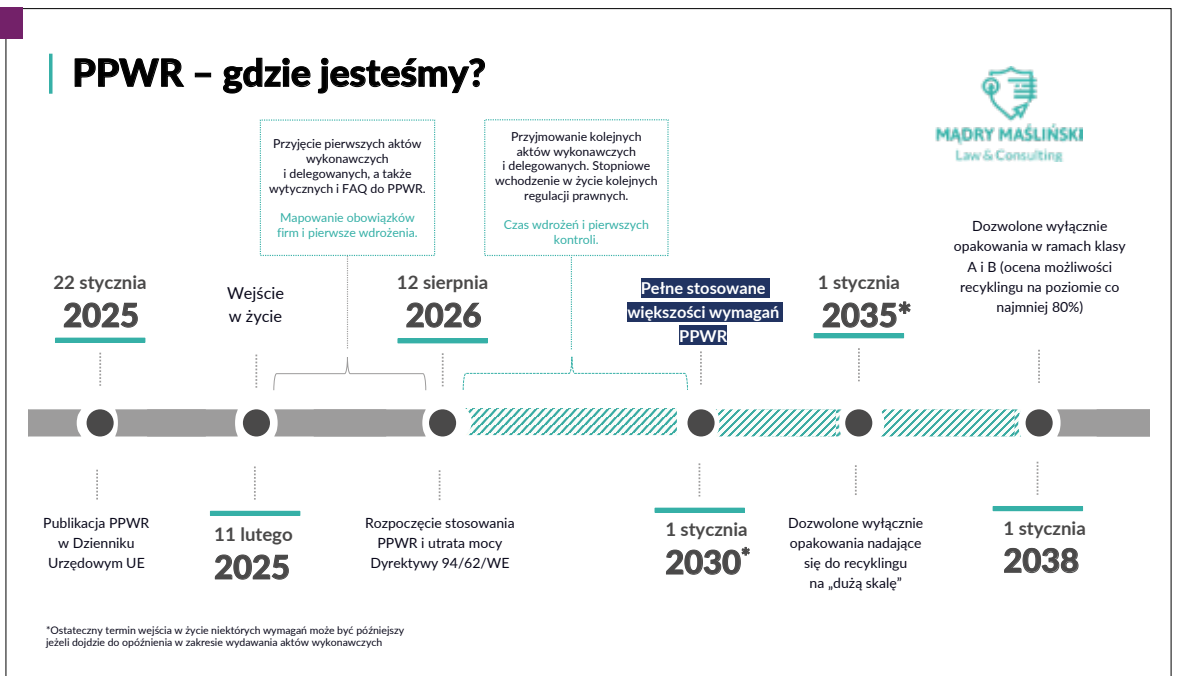 PPWR – gdzie jesteśmy?
MĄDRY MAŚLIŃSKI
Law & Consulting
Przyjęcie pierwszych aktów
wykonawczych
i delegowanych, a także
wytycznych i FAQ do PPWR.
Mapowanie obowiązków
firm i pierwsze wdrożenia.
Przyjmowanie kolejnych
aktów wykonawczych
i delegowanych. Stopniowe
wchodzenie w życie kolejnych
regulacji prawnych.
Czas wdrożeń i pierwszych
kontroli.
22 stycznia
2025
Wejście
w życie
12 sierpnia
2026
Pełne stosowane
większości wymagań
PPWR
1 stycznia
2035*
Dozwolone wyłącznie
opakowania w ramach klasy
A i B (ocena możliwości
recyklingu na poziomie co
najmniej 80%)
Publikacja PPWR
w Dzienniku
Urzędowym UE
11 lutego
2025
Rozpoczęcie stosowania
PPWR i utrata mocy
Dyrektywy 94/62/WE
1 stycznia
2030*
Dozwolone wyłącznie
opakowania nadające
się do recyklingu
na „dużą skalę”
1 stycznia
2038
*Ostateczny termin wejścia w życie niektórych wymagań może być późniejszy
jeżeli dojdzie do opóźnienia w zakresie wydawania aktów wykonawczych